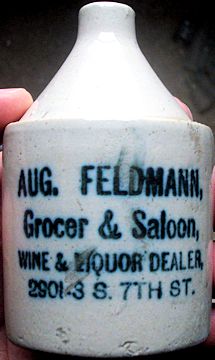 AUG. FELDMANN,
Grocer & Saloon,
WINE & LIQUOR DEALER,
2901-3 S. 7TH ST.